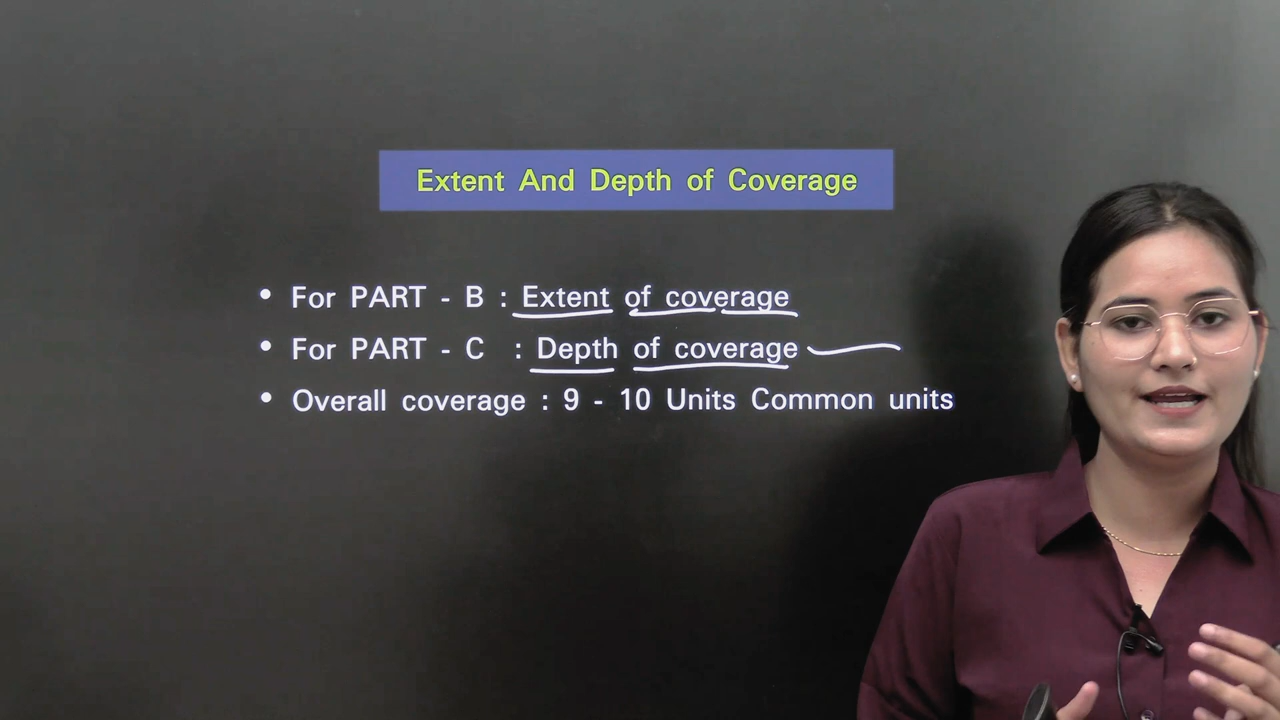 Extent And Depth of Coverage
• For PART - B : Extent of coverage
• For PART - C : Depth of coverage
• Overall coverage : 9 - 10 Units Common units